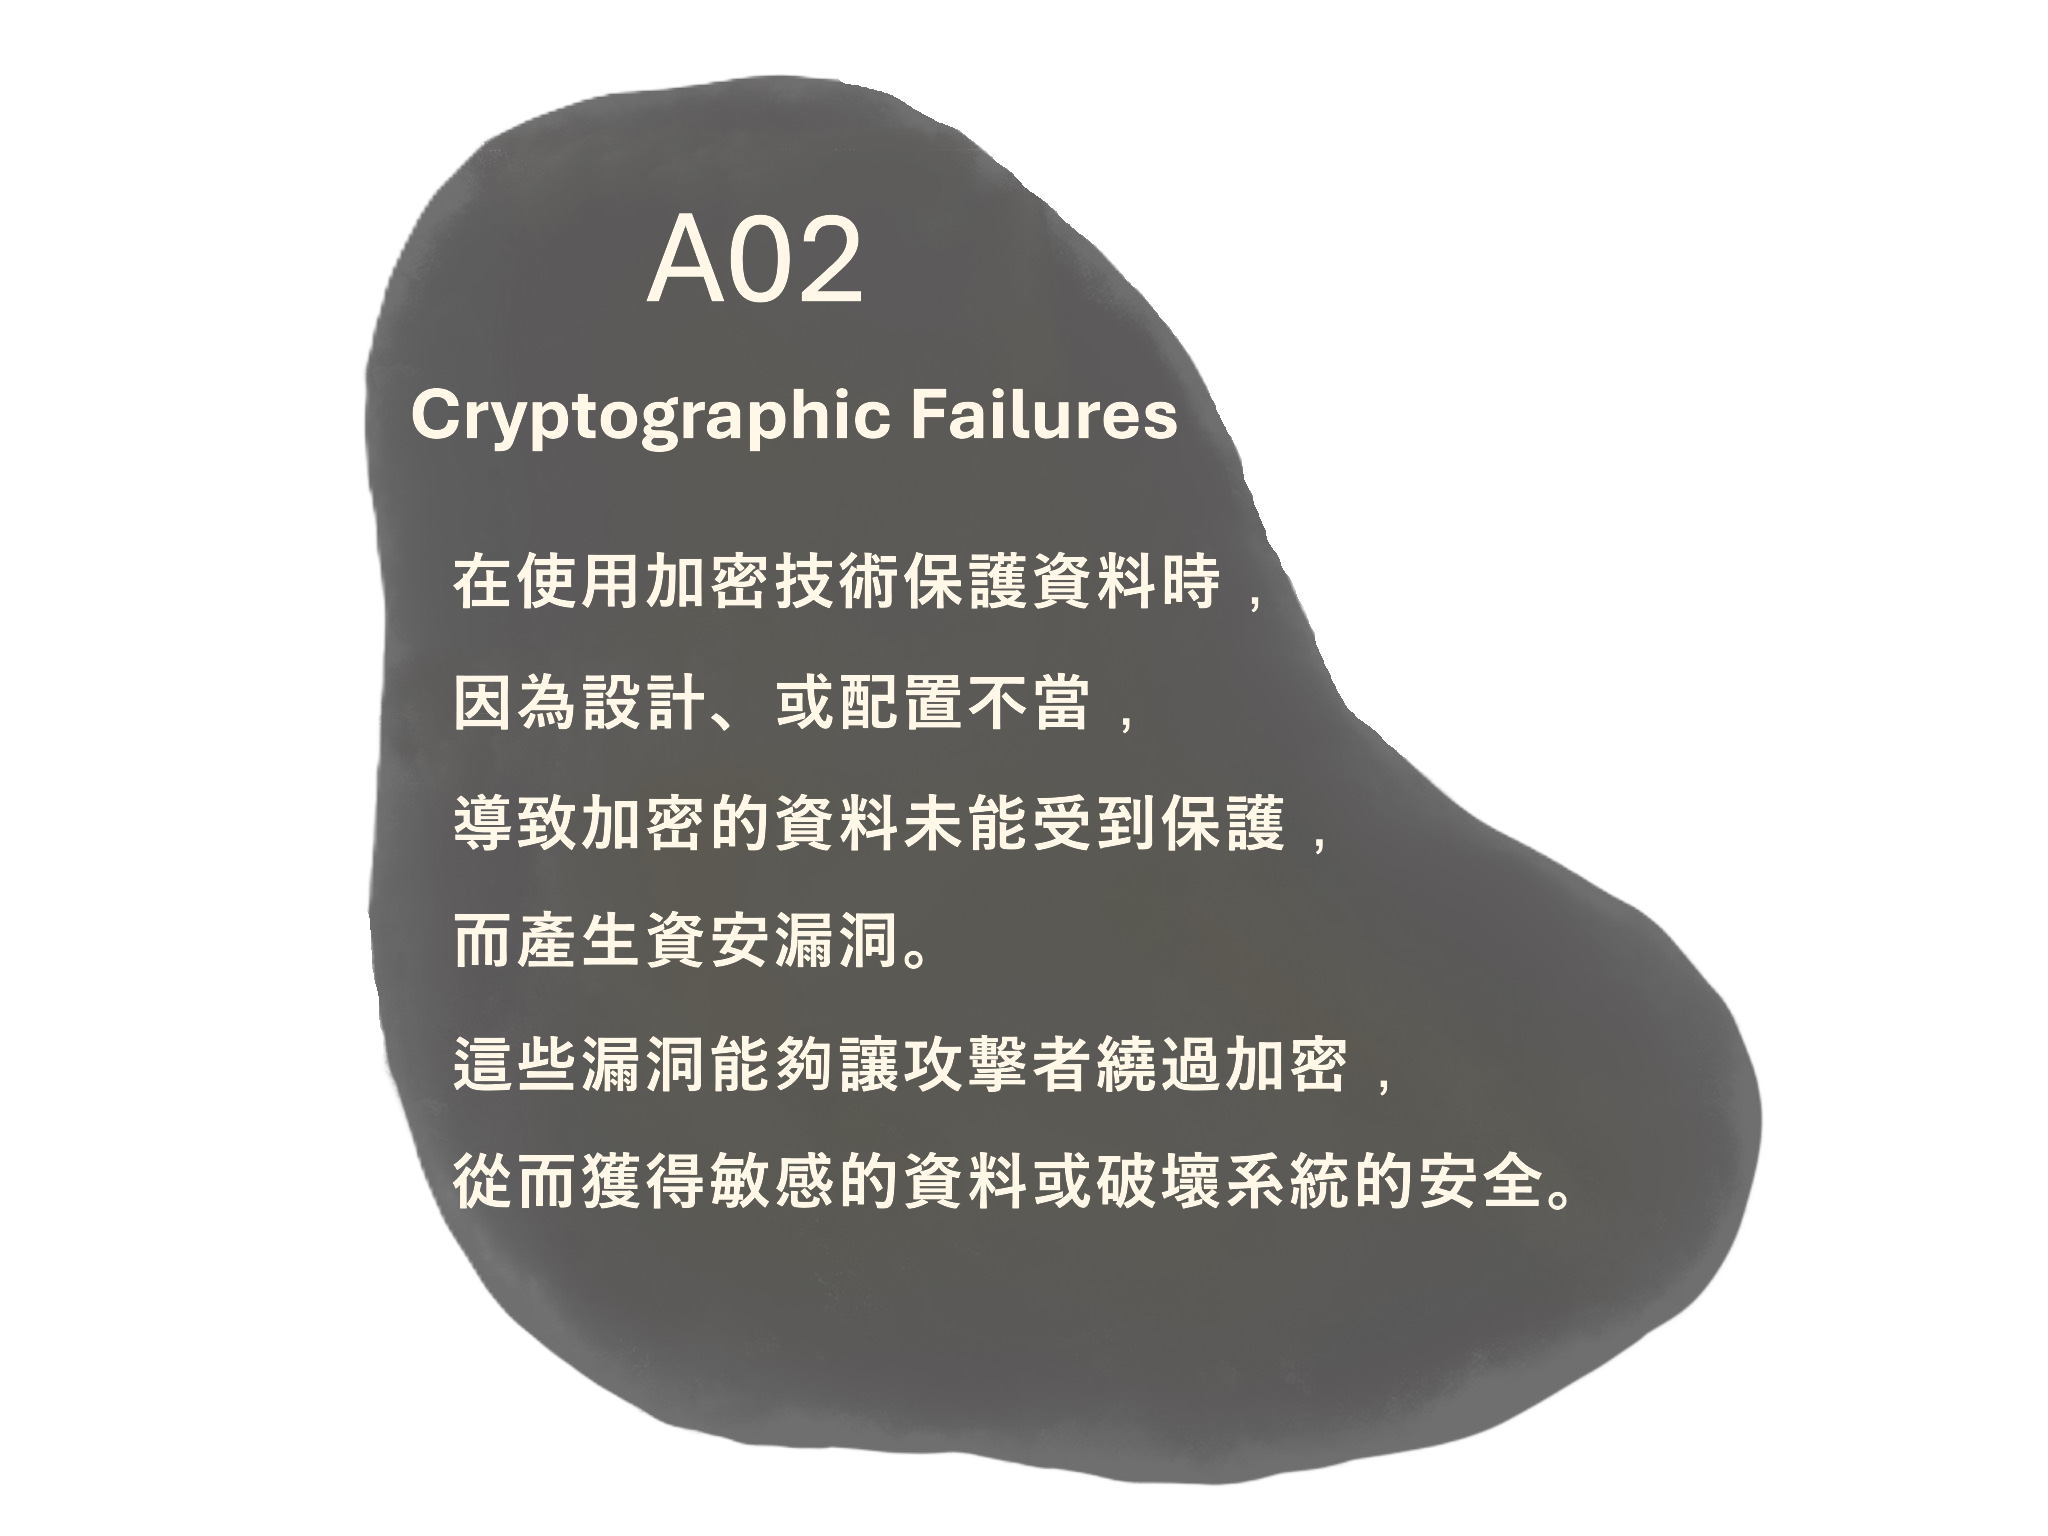 A02
Cryptographic Failures
在使用加密技術保護資料時，
因為設計、或配置不當，
導致加密的資料未能受到保護，
而產生資安漏洞。
這些漏洞能夠讓攻擊者繞過加密，
從而獲得敏感的資料或破壞系統的安全。